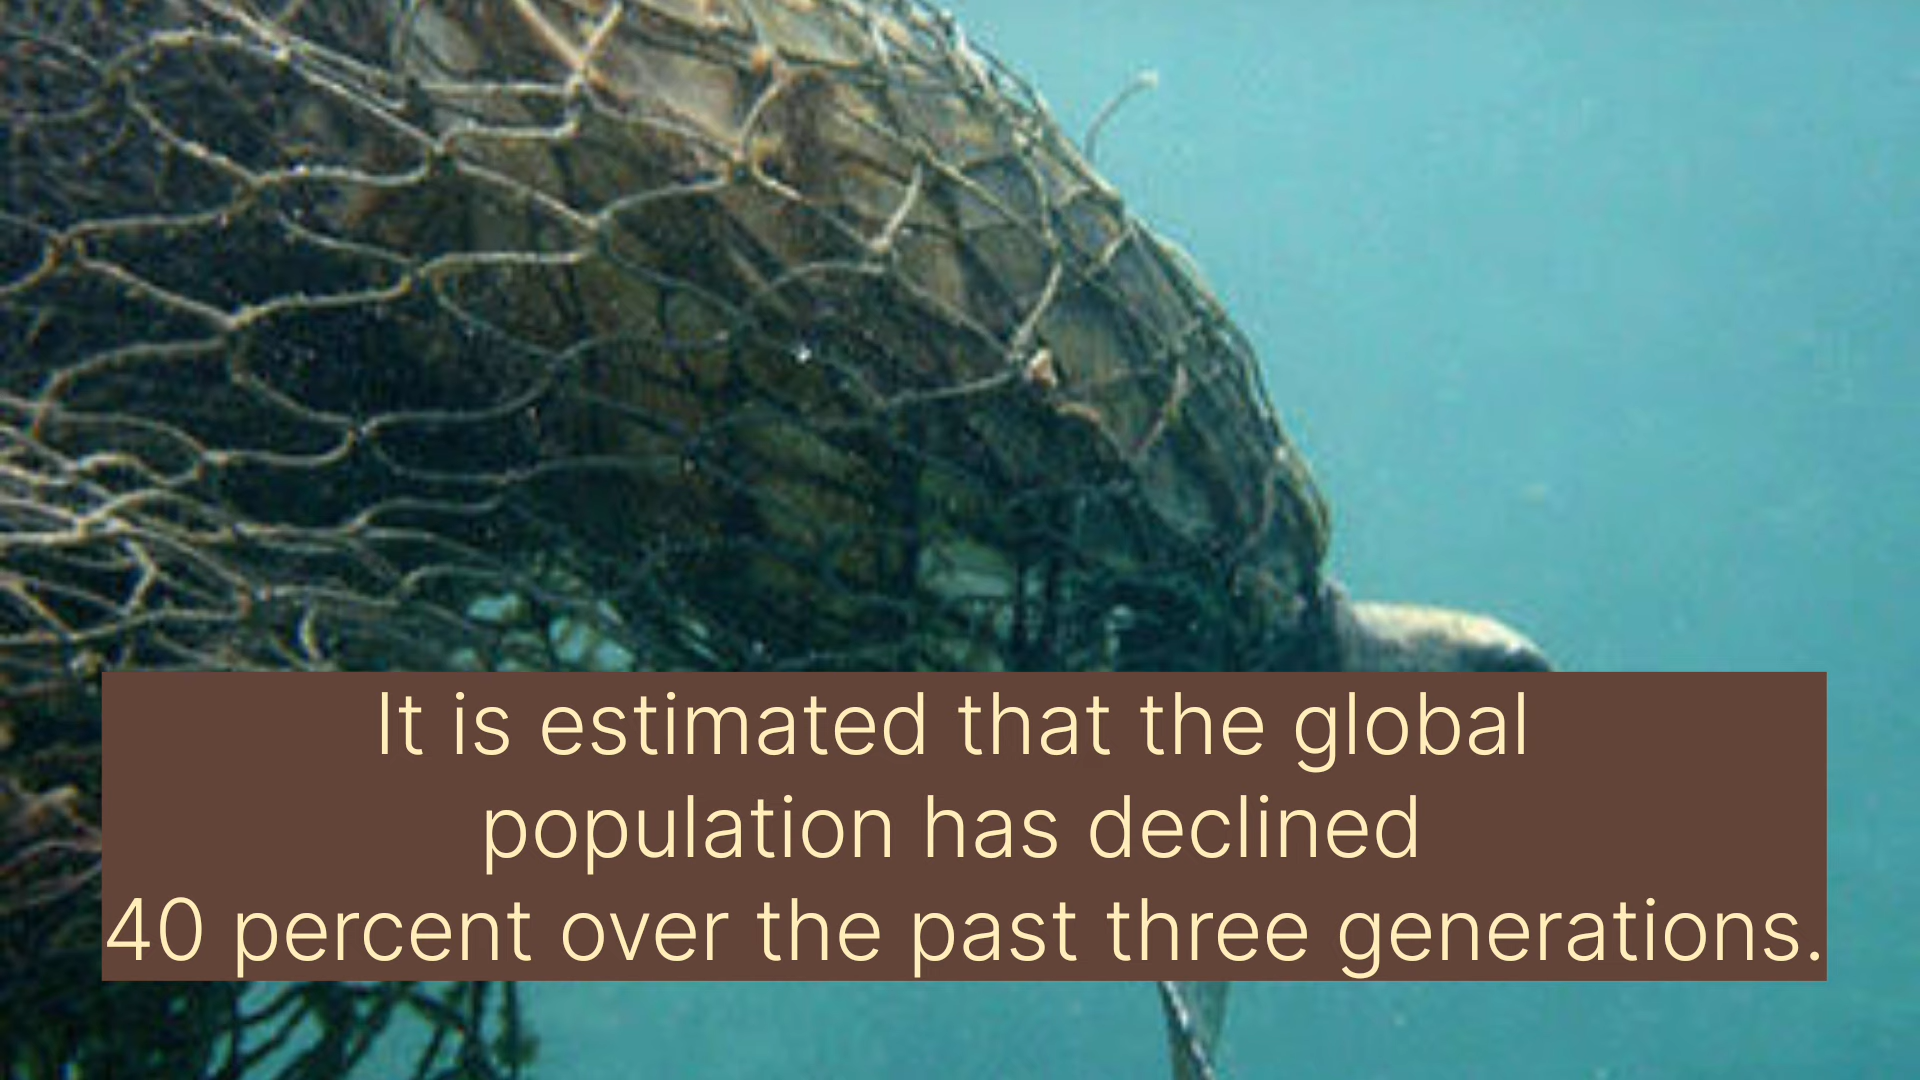 It is estimated that the global
population has declined
40 percent over the past three generations.